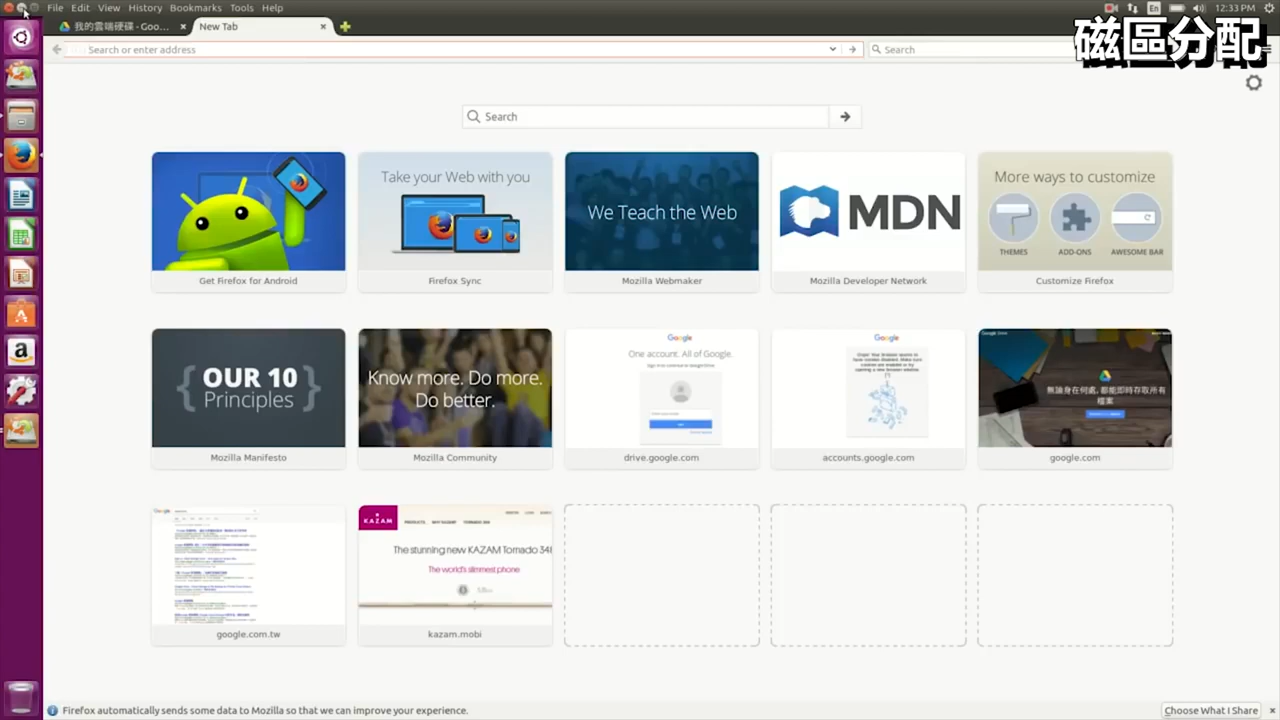 File Edit View History Bookmarks Tools Help
En 12:33 PM
我的雲端硬碟 - Goo...
New Tab
Search or enter address
Search
磁區分配
Search
Take your Web with you
We Teach the Web
MDN
More ways to customize
THEMES ADD-ONS AWESOME BAR
Get Firefox for Android
Firefox Sync
Mozilla Webmaker
Mozilla Developer Network
Customize Firefox
{ OUR 10 Principles }
Know more. Do more.
Do better.
Google
One account. All of Google.
Google
無論身在何處,都能即時存取所有
檔案
Mozilla Manifesto
Mozilla Community
drive.google.com
accounts.google.com
google.com
KAZAM
The stunning new KAZAM Tornado 348
The world's slimmest phone
google.com.tw
kazam.mobi
Firefox automatically sends some data to Mozilla so that we can improve your experience.
Choose What I Share